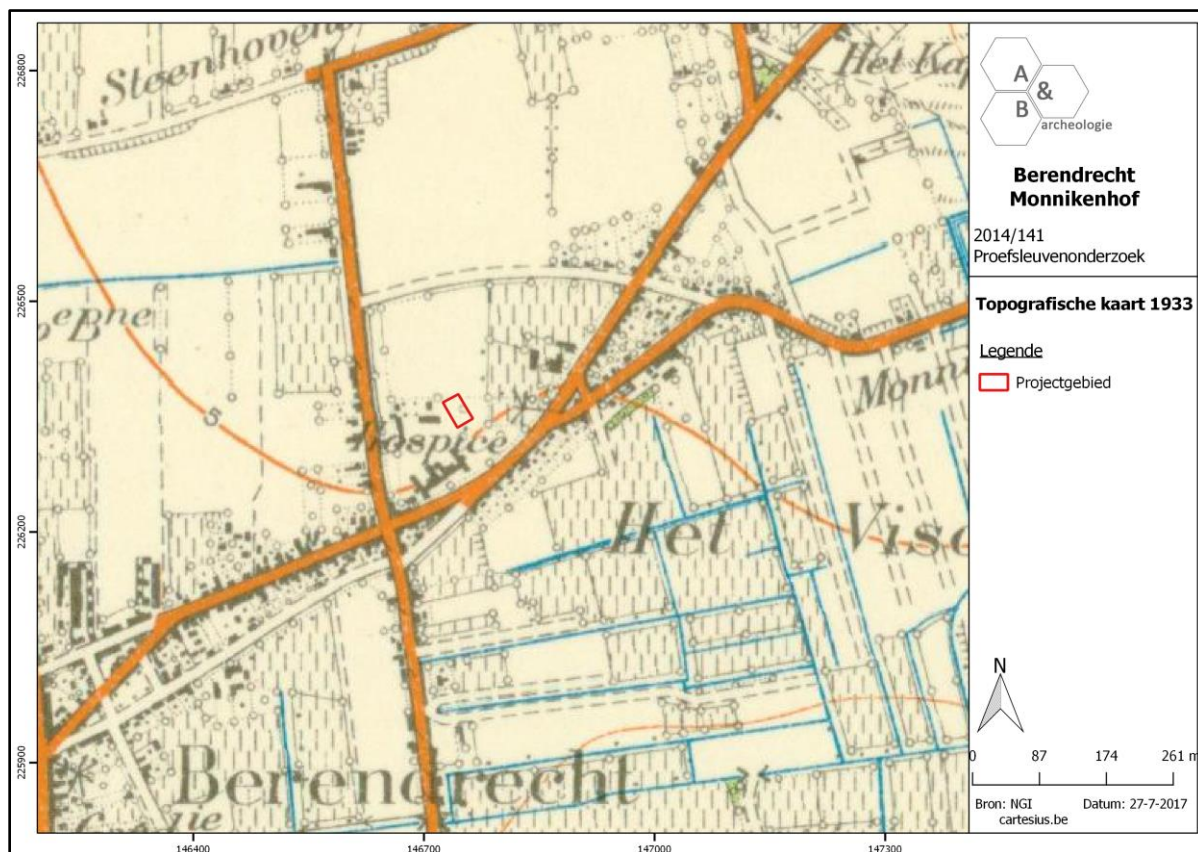 Steenhoven
Het Kap
5
Hospice
Monni
Het Visc
Berendrecht
226800
226500
226200
225900
146400
146700
147000
147300
A
&
B
archeologie
Berendrecht
Monnikenhof
2014/141
Proefsleuvenonderzoek
Topografische kaart 1933
Legende
Projectgebied
N
0 87 174 261 m
Bron: NGI Datum: 27-7-2017
cartesius.be